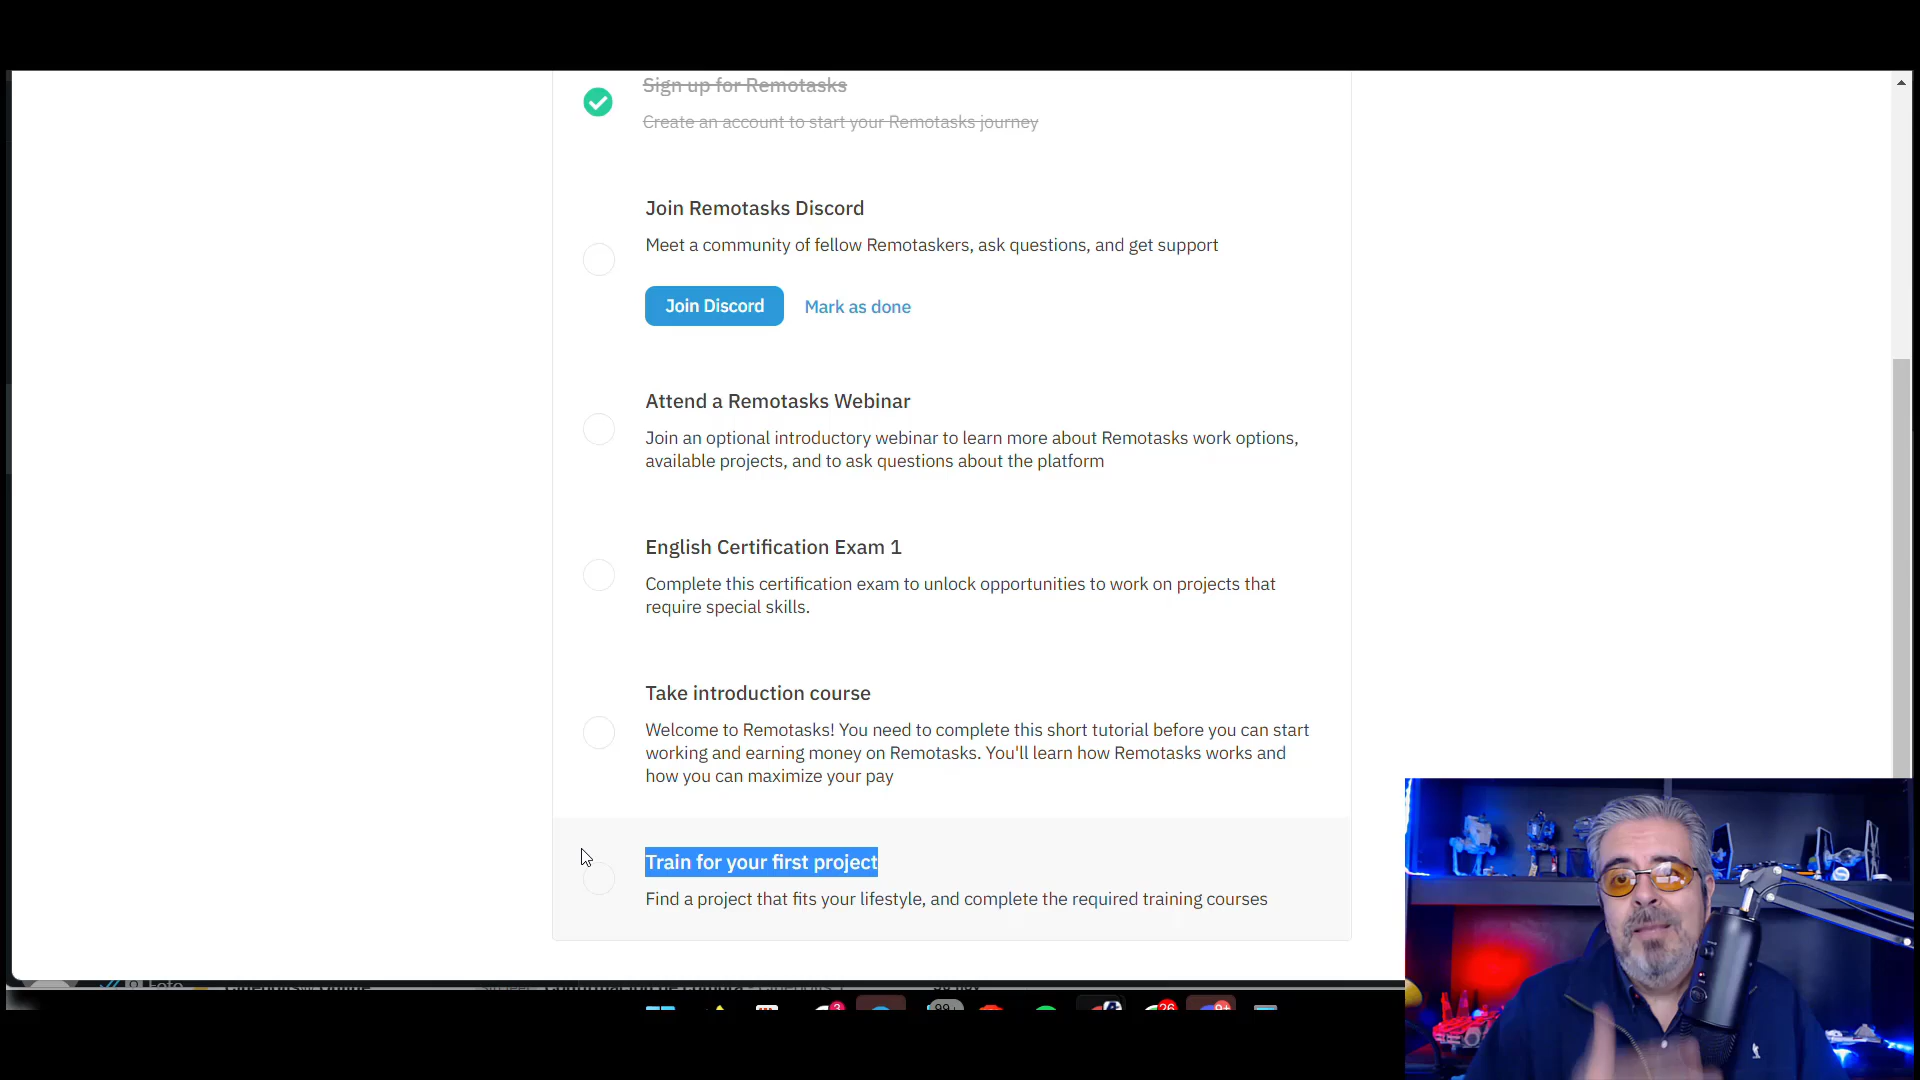 Sign up for Remotasks
Create an account to start your Remotasks journey
Join Remotasks Discord
Meet a community of fellow Remotaskers, ask questions, and get support
Join Discord Mark as done
Attend a Remotasks Webinar
Join an optional introductory webinar to learn more about Remotasks work options,
available projects, and to ask questions about the platform
English Certification Exam 1
Complete this certification exam to unlock opportunities to work on projects that
require special skills.
Take introduction course
Welcome to Remotasks! You need to complete this short tutorial before you can start
working and earning money on Remotasks. You'll learn how Remotasks works and
how you can maximize your pay
Train for your first project
Find a project that fits your lifestyle, and complete the required training courses
Foto
3 99+ 26 9+